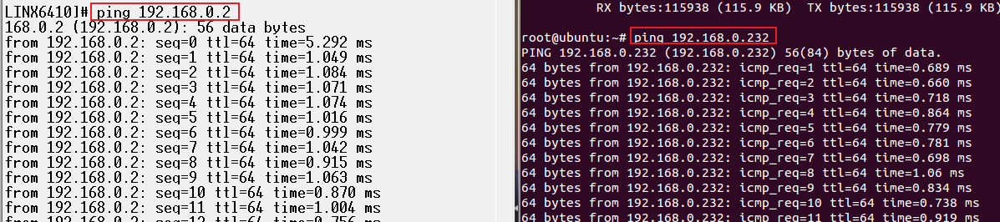 LINX6410]# ping 192.168.0.2
168.0.2 (192.168.0.2): 56 data bytes
from 192.168.0.2: seq=0 ttl=64 time=5.292 ms
from 192.168.0.2: seq=1 ttl=64 time=1.049 ms
from 192.168.0.2: seq=2 ttl=64 time=1.084 ms
from 192.168.0.2: seq=3 ttl=64 time=1.071 ms
from 192.168.0.2: seq=4 ttl=64 time=1.074 ms
from 192.168.0.2: seq=5 ttl=64 time=1.016 ms
from 192.168.0.2: seq=6 ttl=64 time=0.999 ms
from 192.168.0.2: seq=7 ttl=64 time=1.042 ms
from 192.168.0.2: seq=8 ttl=64 time=0.915 ms
from 192.168.0.2: seq=9 ttl=64 time=1.063 ms
from 192.168.0.2: seq=10 ttl=64 time=0.870 ms
from 192.168.0.2: seq=11 ttl=64 time=1.004 ms
from 192.168.0.2: seq=12 ttl=64 time=0.756 ms
RX bytes:115938 (115.9 KB) TX bytes:115938 (115.9 KB)
root@ubuntu:~# ping 192.168.0.232
PING 192.168.0.232 (192.168.0.232) 56(84) bytes of data.
64 bytes from 192.168.0.232: icmp_req=1 ttl=64 time=0.689 ms
64 bytes from 192.168.0.232: icmp_req=2 ttl=64 time=0.660 ms
64 bytes from 192.168.0.232: icmp_req=3 ttl=64 time=0.718 ms
64 bytes from 192.168.0.232: icmp_req=4 ttl=64 time=0.864 ms
64 bytes from 192.168.0.232: icmp_req=5 ttl=64 time=0.779 ms
64 bytes from 192.168.0.232: icmp_req=6 ttl=64 time=0.781 ms
64 bytes from 192.168.0.232: icmp_req=7 ttl=64 time=0.698 ms
64 bytes from 192.168.0.232: icmp_req=8 ttl=64 time=1.06 ms
64 bytes from 192.168.0.232: icmp_req=9 ttl=64 time=0.834 ms
64 bytes from 192.168.0.232: icmp_req=10 ttl=64 time=0.738 ms
64 bytes from 192.168.0.232: icmp_req=11 ttl=64 time=0.919 ms